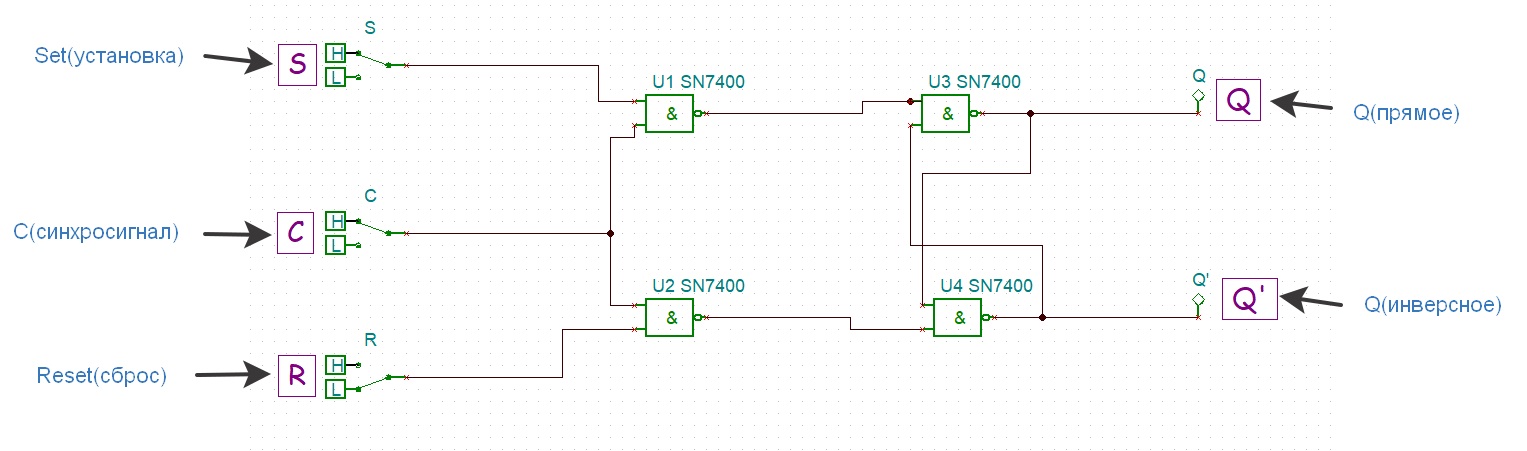 S
Set(установка)
S
H
L
U1 SN7400
&
U3 SN7400
&
Q
Q
Q(прямое)
C
C(синхросигнал)
C
H
L
U2 SN7400
&
U4 SN7400
&
Q'
Q'
Q(инверсное)
R
Reset(сброс)
R
H
L